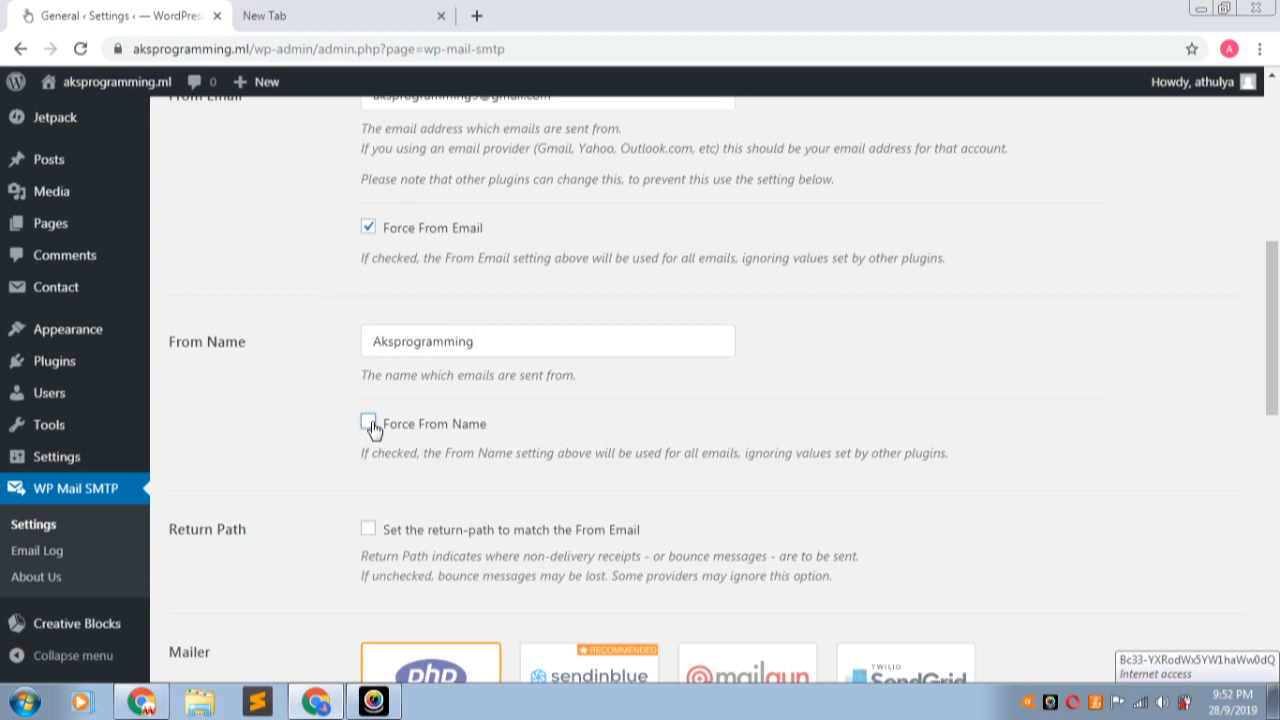 General ‹ Settings ‹ — WordPres
New Tab
aksprogramming.ml/wp-admin/admin.php?page=wp-mail-smtp
A
aksprogramming.ml
0
New
Howdy, athulya
Jetpack
Posts
Media
Pages
Comments
Contact
Appearance
Plugins
Users
Tools
Settings
WP Mail SMTP
Settings
Email Log
About Us
Creative Blocks
Collapse menu
From Email
The email address which emails are sent from.
If you using an email provider (Gmail, Yahoo, Outlook.com, etc) this should be your email address for that account.
Please note that other plugins can change this, to prevent this use the setting below.
Force From Email
If checked, the From Email setting above will be used for all emails, ignoring values set by other plugins.
From Name
Aksprogramming
The name which emails are sent from.
Force From Name
If checked, the From Name setting above will be used for all emails, ignoring values set by other plugins.
Return Path
Set the return-path to match the From Email
Return Path indicates where non-delivery receipts - or bounce messages - are to be sent.
If unchecked, bounce messages may be lost. Some providers may ignore this option.
Mailer
php
RECOMMENDED
sendinblue
mailgun
TWILIO
SendGrid
Bc33-YXRodWx5YW1haWw0dQ
Internet access
9:52 PM
28/9/2019